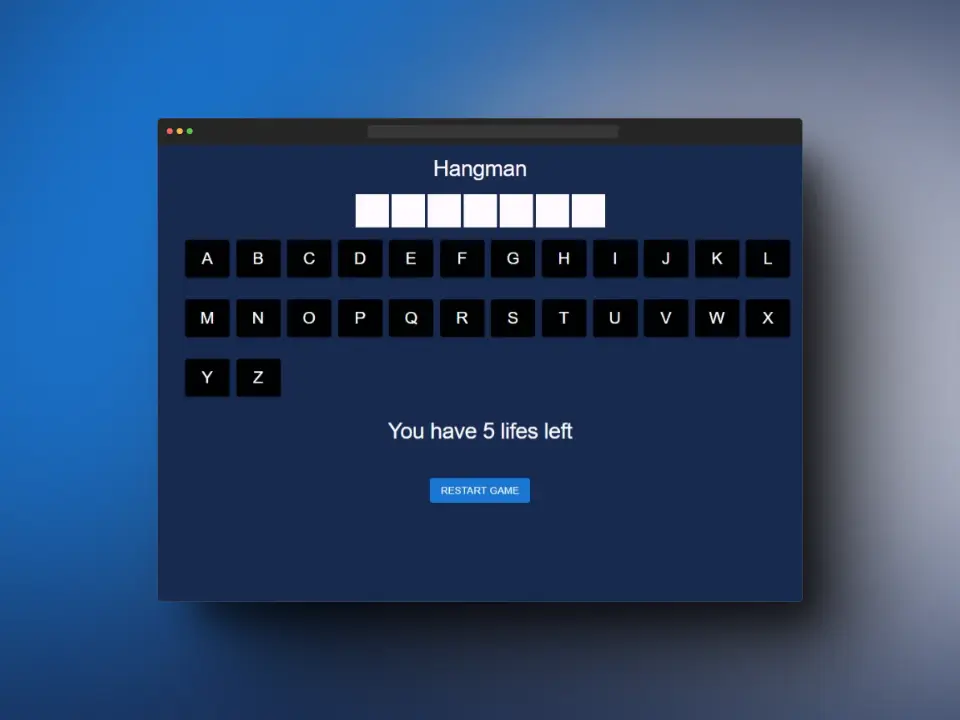 Hangman
A B C D E F G H I J K L
M N O P Q R S T U V W X
Y Z
You have 5 lifes left
RESTART GAME